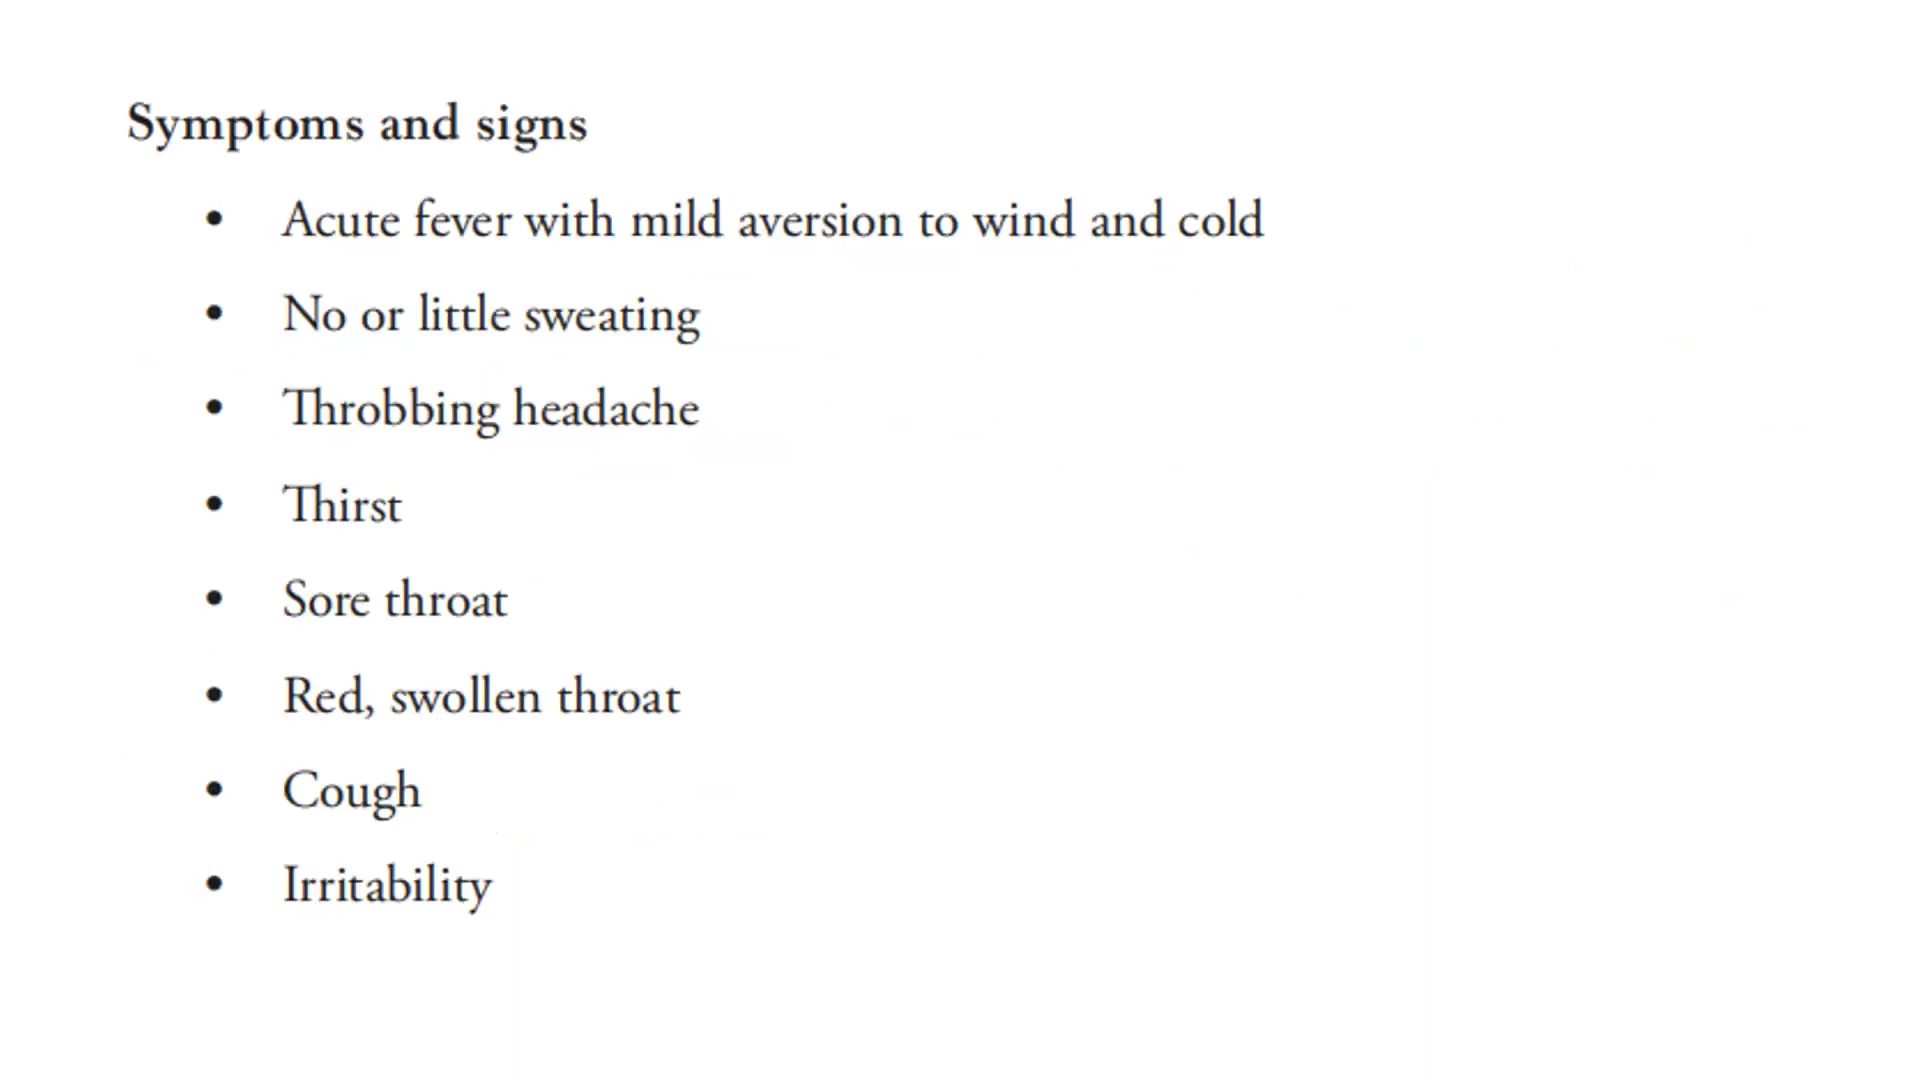 Symptoms and signs
• Acute fever with mild aversion to wind and cold
• No or little sweating
• Throbbing headache
• Thirst
• Sore throat
• Red, swollen throat
• Cough
• Irritability